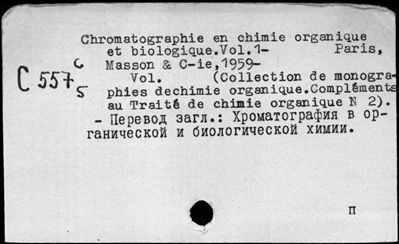 Chromatographie en chimie organique
et biologique.Vol.1- Paris,
Masson & C-ie,1959-
C 557 c/5
Vol. (Collection de monogra-
phies dechimie organique.Compléments
au Traité de chimie organique N 2).
- Перевод загл.: Хроматография в ор-
ганической и биологической химии.
п